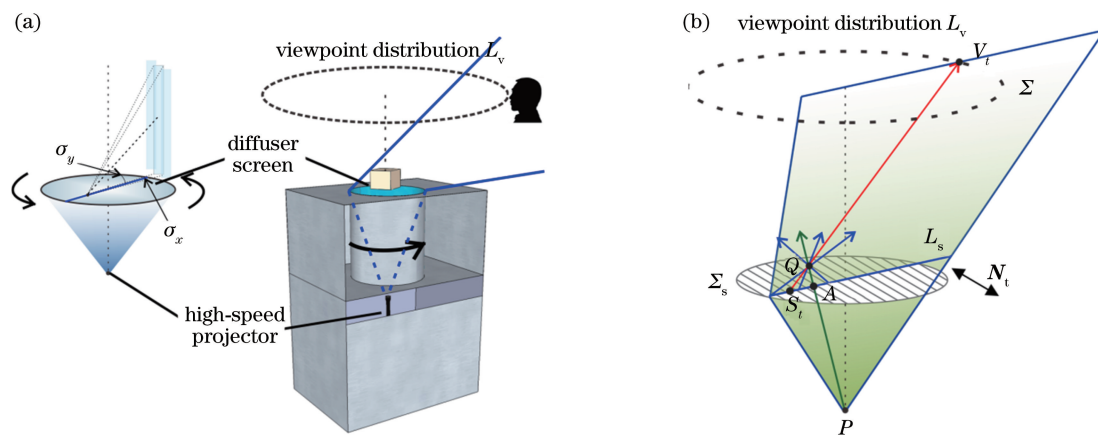 (a)
viewpoint distribution Lv
σy
diffuser
screen
σx
high-speed
projector
(b)
viewpoint distribution Lv
Vt
Σ
Ls
Q
Nt
Σs
St
A
P